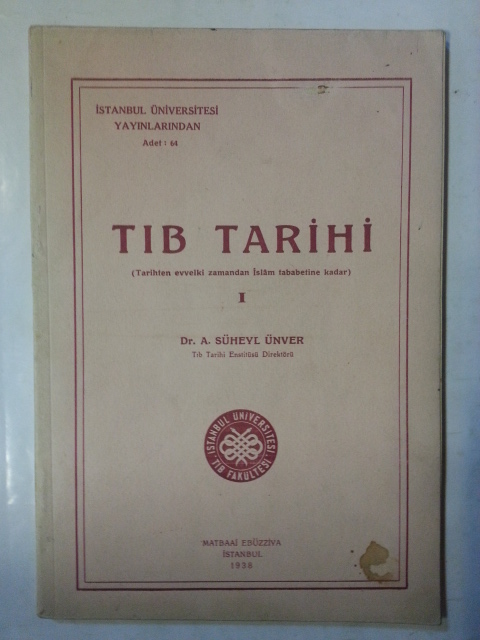 İSTANBUL ÜNİVERSİTESİ
YAYINLARINDAN
Adet : 64
TIB TARİHİ
(Tarihten evvelki zamandan İslâm tababetine kadar)
I
Dr. A. SÜHEYL ÜNVER
Tıb Tarihi Enstitüsü Direktörü
İSTANBUL ÜNİVERSİTESİ
TIB FAKÜLTESİ
MATBAAİ EBÜZZİYA
İSTANBUL
1938